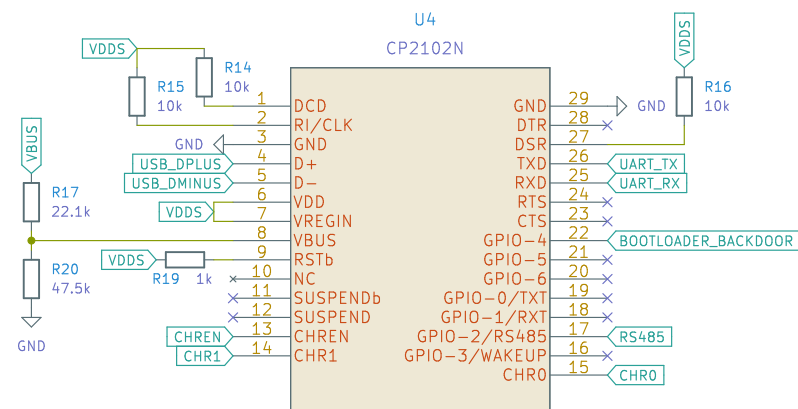 U4
CP2102N
VDDS
R14
10k
R15
10k
VDDS
R16
10k
1 DCD
2 RI/CLK
GND 3 GND
USB_DPLUS 4 D+
USB_DMINUS 5 D-
VDDS 6 VDD
7 VREGIN
VBUS
R17
22.1k
8 VBUS
VDDS R19 1k 9 RSTb
R20
47.5k
GND
10 NC
11 SUSPENDb
12 SUSPEND
CHREN 13 CHREN
CHR1 14 CHR1
GND 29 GND
DTR 28
DSR 27
TXD 26 UART_TX
RXD 25 UART_RX
RTS 24
CTS 23
GPIO-4 22 BOOTLOADER_BACKDOOR
GPIO-5 21
GPIO-6 20
GPIO-0/TXT 19
GPIO-1/RXT 18
GPIO-2/RS485 17 RS485
GPIO-3/WAKEUP 16
CHR0 15 CHR0